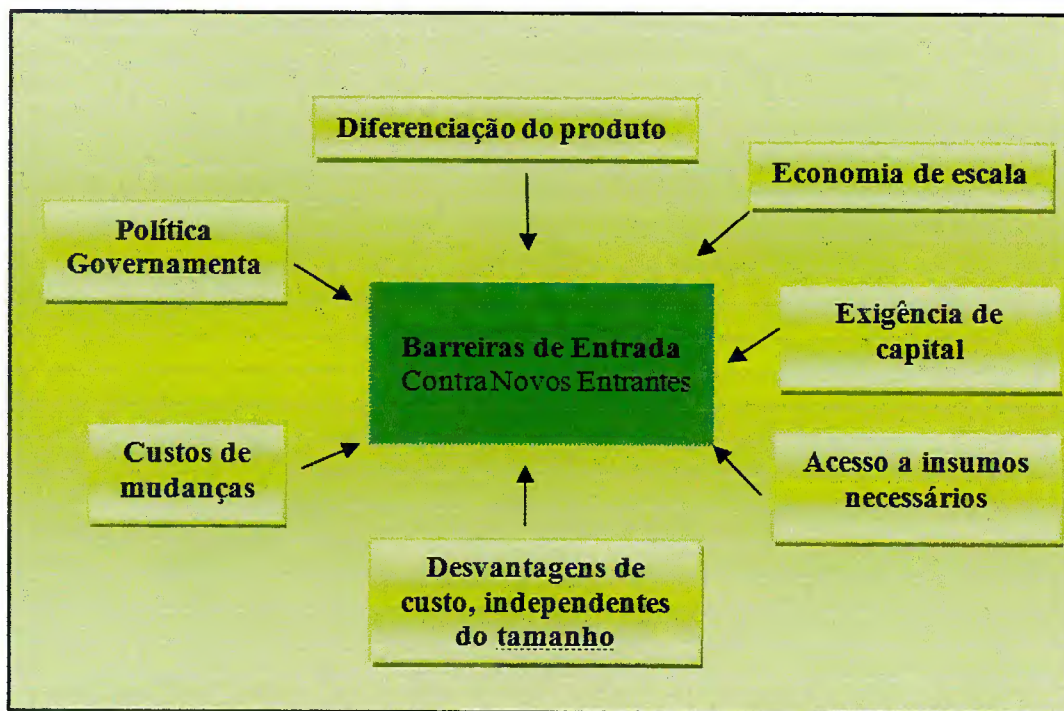 Diferenciação do produto
Economia de escala
Política
Governamenta
Barreiras de Entrada
Contra Novos Entrantes
Exigência de
capital
Custos de
mudanças
Acesso a insumos
necessários
Desvantagens de
custo, independentes
do tamanho